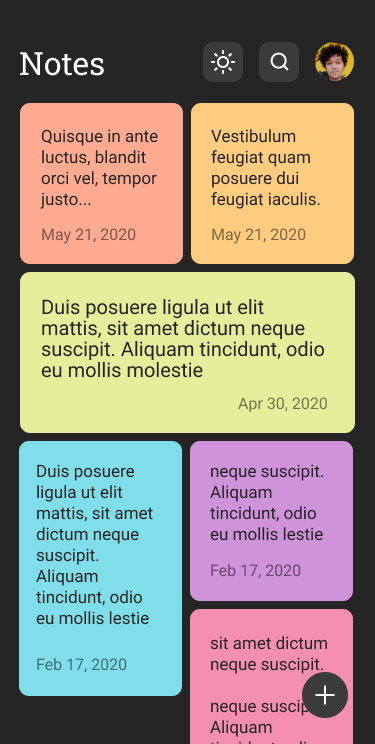 Notes
Quisque in ante
luctus, blandit
orci vel, tempor
justo...
May 21, 2020
Vestibulum
feugiat quam
posuere dui
feugiat iaculis.
May 21, 2020
Duis posuere ligula ut elit
mattis, sit amet dictum neque
suscipit. Aliquam tincidunt, odio
eu mollis molestie
Apr 30, 2020
Duis posuere
ligula ut elit
mattis, sit amet
dictum neque
suscipit.
Aliquam
tincidunt, odio
eu mollis lestie
Feb 17, 2020
neque suscipit.
Aliquam
tincidunt, odio
eu mollis lestie
Feb 17, 2020
sit amet dictum
neque suscipit.
neque
Aliquam